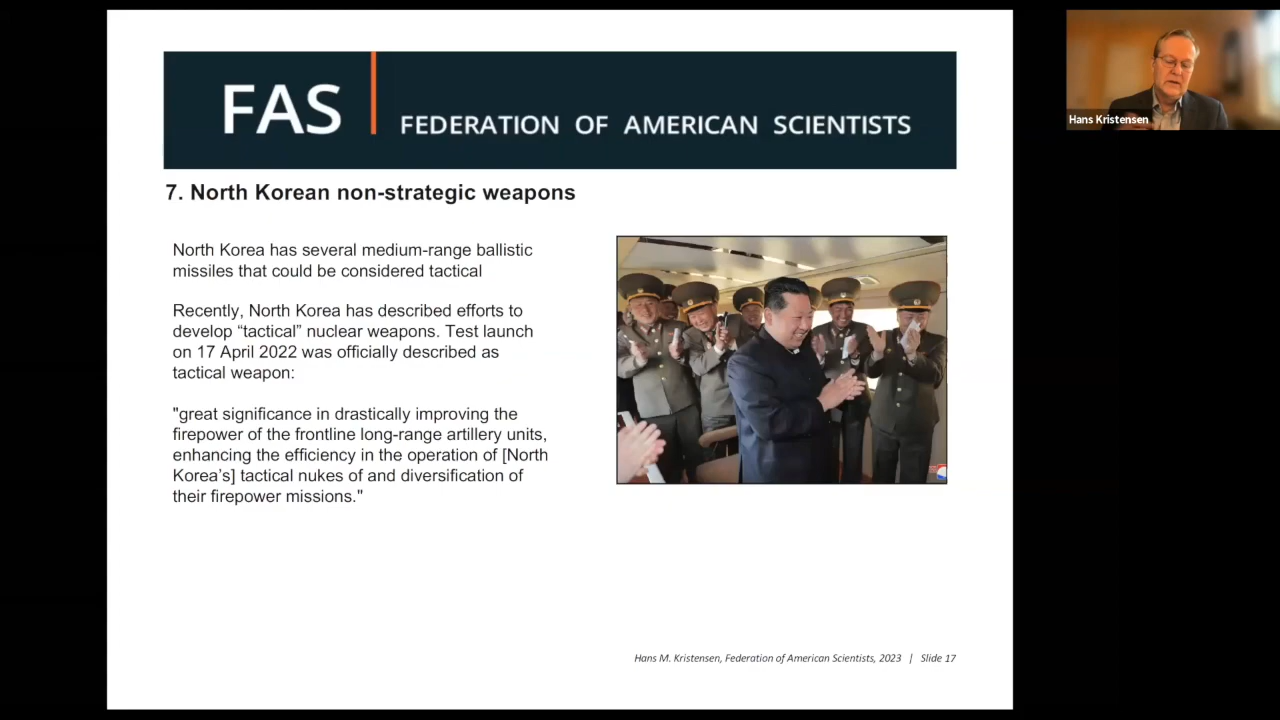 FAS
FEDERATION OF AMERICAN SCIENTISTS
7. North Korean non-strategic weapons
North Korea has several medium-range ballistic
missiles that could be considered tactical
Recently, North Korea has described efforts to
develop “tactical” nuclear weapons. Test launch
on 17 April 2022 was officially described as
tactical weapon:
"great significance in drastically improving the
firepower of the frontline long-range artillery units,
enhancing the efficiency in the operation of [North
Korea’s] tactical nukes of and diversification of
their firepower missions."
Hans M. Kristensen, Federation of American Scientists, 2023 | Slide 17
Hans Kristensen